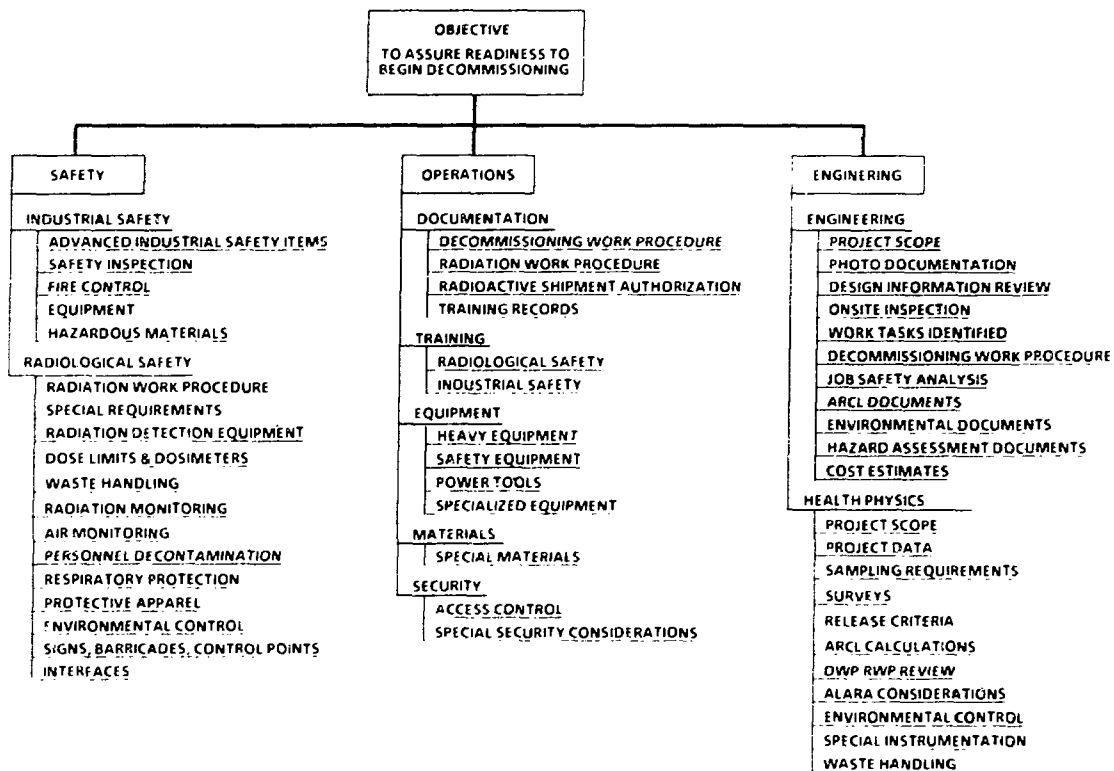 OBJECTIVE
TO ASSURE READINESS TO
BEGIN DECOMMISSIONING
SAFETY
INDUSTRIAL SAFETY
ADVANCED INDUSTRIAL SAFETY ITEMS
SAFETY INSPECTION
FIRE CONTROL
EQUIPMENT
HAZARDOUS MATERIALS
RADIOLOGICAL SAFETY
RADIATION WORK PROCEDURE
SPECIAL REQUIREMENTS
RADIATION DETECTION EQUIPMENT
DOSE LIMITS & DOSIMETERS
WASTE HANDLING
RADIATION MONITORING
AIR MONITORING
PERSONNEL DECONTAMINATION
RESPIRATORY PROTECTION
PROTECTIVE APPAREL
ENVIRONMENTAL CONTROL
SIGNS, BARRICADES, CONTROL POINTS
INTERFACES
OPERATIONS
DOCUMENTATION
DECOMMISSIONING WORK PROCEDURE
RADIATION WORK PROCEDURE
RADIOACTIVE SHIPMENT AUTHORIZATION
TRAINING RECORDS
TRAINING
RADIOLOGICAL SAFETY
INDUSTRIAL SAFETY
EQUIPMENT
HEAVY EQUIPMENT
SAFETY EQUIPMENT
POWER TOOLS
SPECIALIZED EQUIPMENT
MATERIALS
SPECIAL MATERIALS
SECURITY
ACCESS CONTROL
SPECIAL SECURITY CONSIDERATIONS
ENGINERING
ENGINEERING
PROJECT SCOPE
PHOTO DOCUMENTATION
DESIGN INFORMATION REVIEW
ONSITE INSPECTION
WORK TASKS IDENTIFIED
DECOMMISSIONING WORK PROCEDURE
JOB SAFETY ANALYSIS
ARCL DOCUMENTS
ENVIRONMENTAL DOCUMENTS
HAZARD ASSESSMENT DOCUMENTS
COST ESTIMATES
HEALTH PHYSICS
PROJECT SCOPE
PROJECT DATA
SAMPLING REQUIREMENTS
SURVEYS
RELEASE CRITERIA
ARCL CALCULATIONS
DWP RWP REVIEW
ALARA CONSIDERATIONS
ENVIRONMENTAL CONTROL
SPECIAL INSTRUMENTATION
WASTE HANDLING